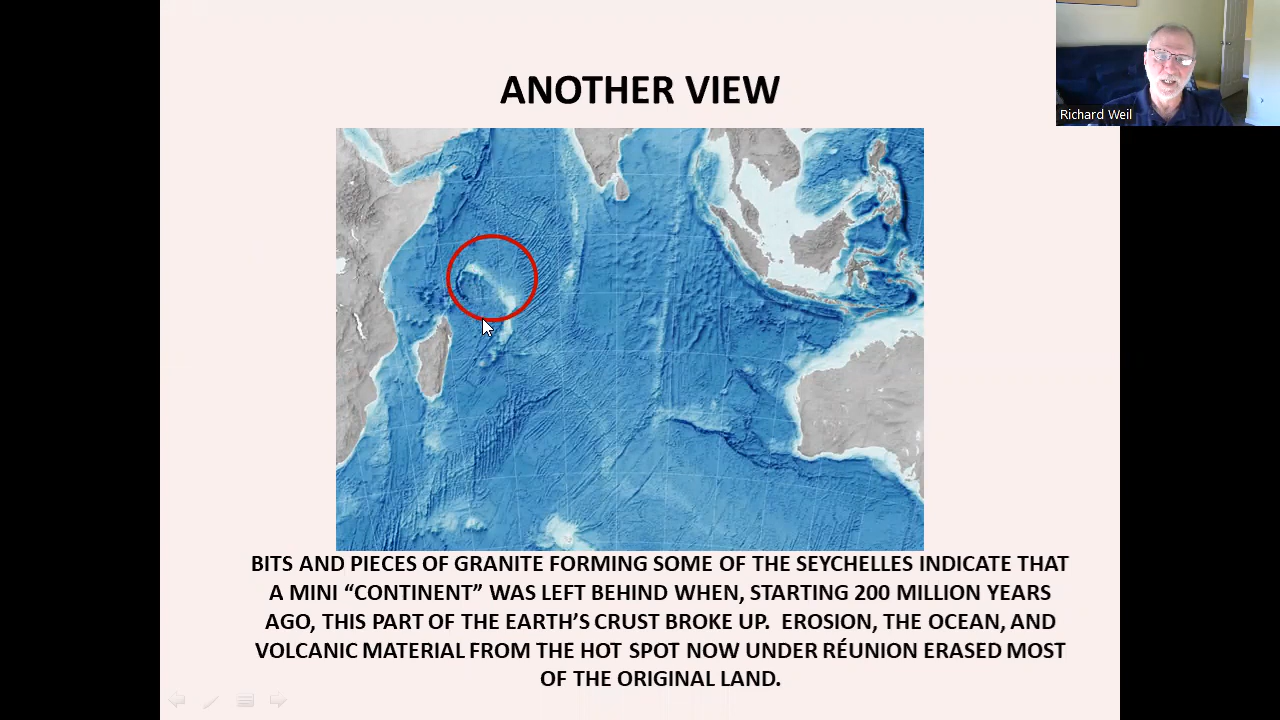 ANOTHER VIEW
Richard Weil
BITS AND PIECES OF GRANITE FORMING SOME OF THE SEYCHELLES INDICATE THAT
A MINI “CONTINENT” WAS LEFT BEHIND WHEN, STARTING 200 MILLION YEARS
AGO, THIS PART OF THE EARTH’S CRUST BROKE UP. EROSION, THE OCEAN, AND
VOLCANIC MATERIAL FROM THE HOT SPOT NOW UNDER RÉUNION ERASED MOST
OF THE ORIGINAL LAND.